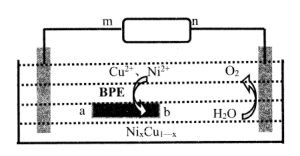 m n
Cu²⁻、Ni²⁺ O₂
BPE
a b H₂O
NiₓCu₁₋ₓ